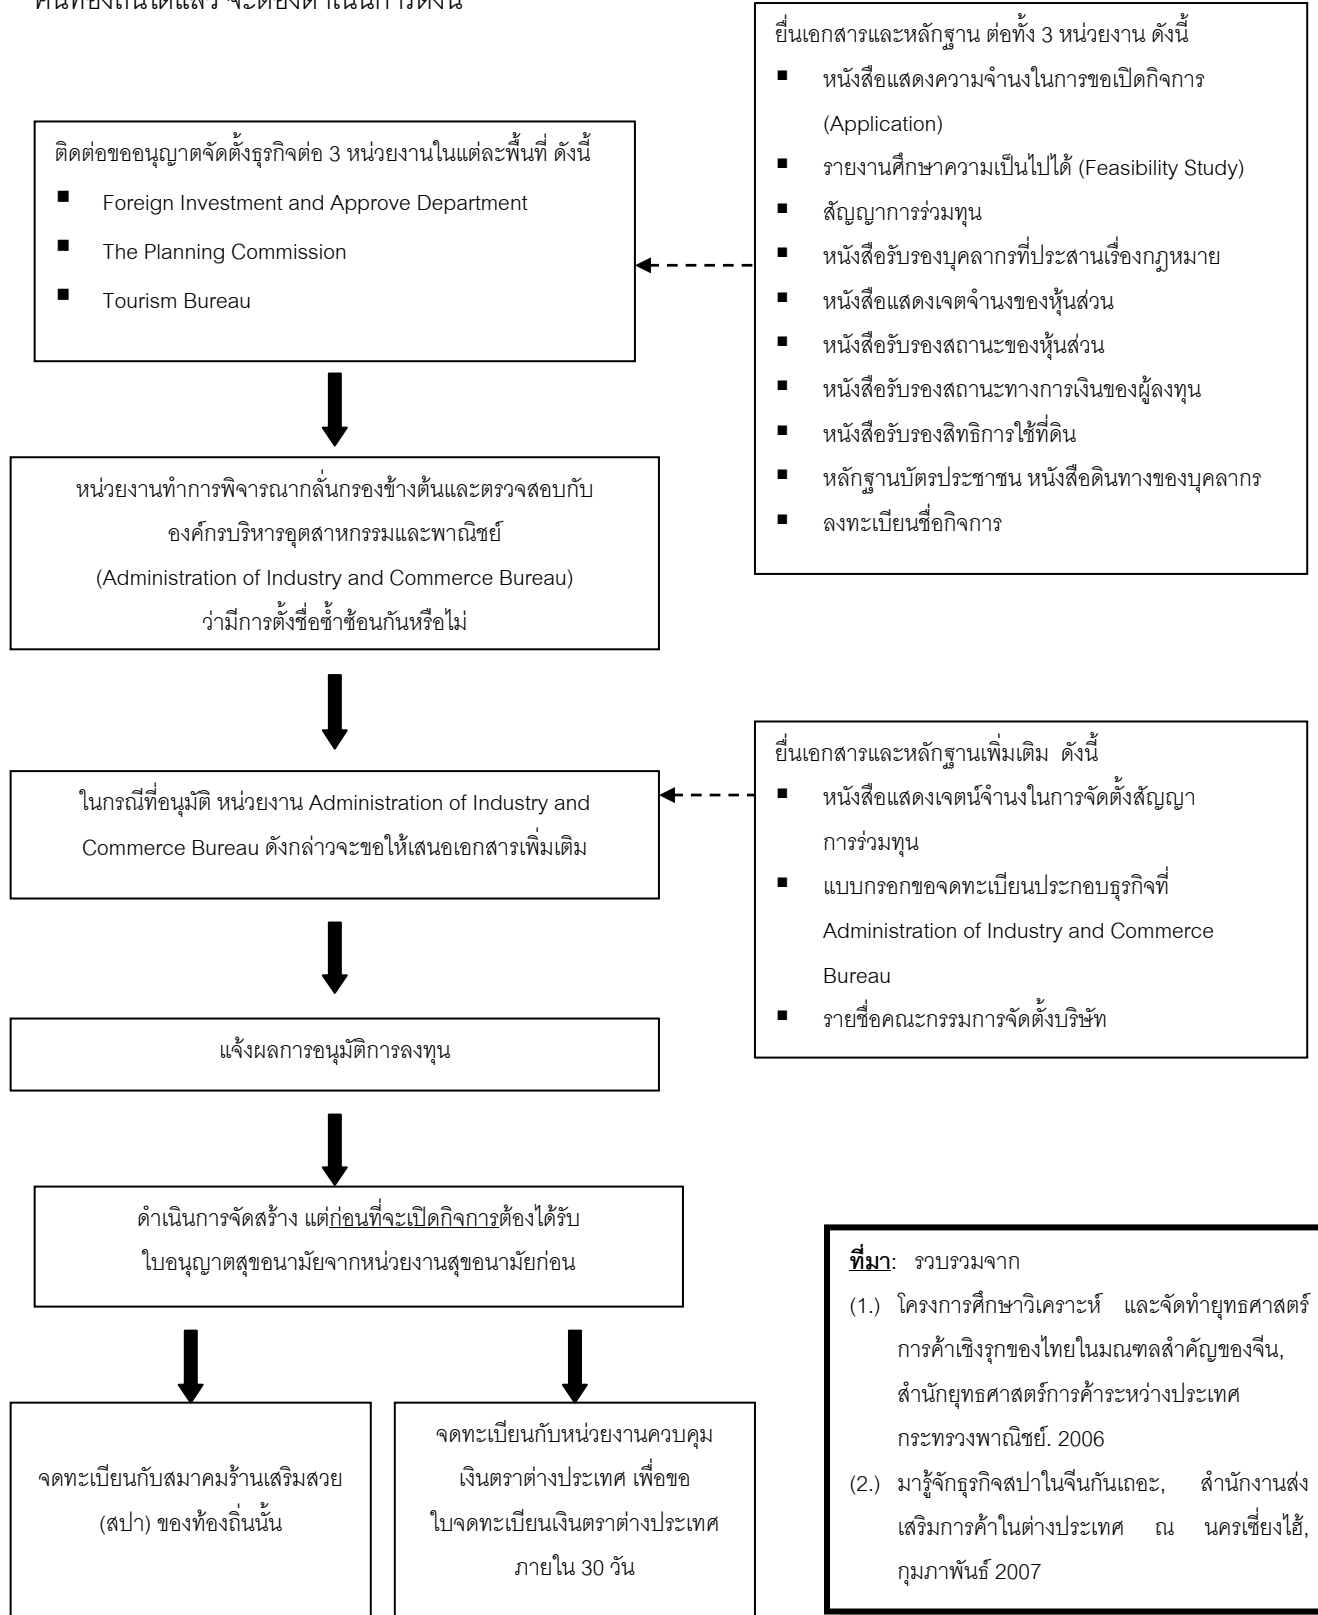 คนท้องถิ่นได้แล้ว จะต้องดำเนินการดังนี้
ติดต่อขออนุญาตจัดตั้งธุรกิจต่อ 3 หน่วยงานในแต่ละพื้นที่ ดังนี้
■ Foreign Investment and Approve Department
■ The Planning Commission
■ Tourism Bureau
ยื่นเอกสารและหลักฐาน ต่อทั้ง 3 หน่วยงาน ดังนี้
■ หนังสือแสดงความจำนงในการขอเปิดกิจการ
(Application)
■ รายงานศึกษาความเป็นไปได้ (Feasibility Study)
■ สัญญาการร่วมทุน
■ หนังสือรับรองบุคลากรที่ประสานเรื่องกฎหมาย
■ หนังสือแสดงเจตจำนงของหุ้นส่วน
■ หนังสือรับรองสถานะของหุ้นส่วน
■ หนังสือรับรองสถานะทางการเงินของผู้ลงทุน
■ หนังสือรับรองสิทธิการใช้ที่ดิน
■ หลักฐานบัตรประชาชน หนังสือดินทางของบุคลากร
■ ลงทะเบียนชื่อกิจการ
หน่วยงานทำการพิจารณากลั่นกรองข้างต้นและตรวจสอบกับ
องค์กรบริหารอุตสาหกรรมและพาณิชย์
(Administration of Industry and Commerce Bureau)
ว่ามีการตั้งชื่อซ้ำซ้อนกันหรือไม่
ในกรณีที่อนุมัติ หน่วยงาน Administration of Industry and
Commerce Bureau ดังกล่าวจะขอให้เสนอเอกสารเพิ่มเติม
ยื่นเอกสารและหลักฐานเพิ่มเติม ดังนี้
■ หนังสือแสดงเจตน์จำนงในการจัดตั้งสัญญา
การร่วมทุน
■ แบบกรอกขอจดทะเบียนประกอบธุรกิจที่
Administration of Industry and Commerce
Bureau
■ รายชื่อคณะกรรมการจัดตั้งบริษัท
แจ้งผลการอนุมัติการลงทุน
ดำเนินการจัดสร้าง แต่ก่อนที่จะเปิดกิจการต้องได้รับ
ใบอนุญาตสุขอนามัยจากหน่วยงานสุขอนามัยก่อน
จดทะเบียนกับสมาคมร้านเสริมสวย
(สปา) ของท้องถิ่นนั้น
จดทะเบียนกับหน่วยงานควบคุม
เงินตราต่างประเทศ เพื่อขอ
ใบจดทะเบียนเงินตราต่างประเทศ
ภายใน 30 วัน
ที่มา: รวบรวมจาก
(1.) โครงการศึกษาวิเคราะห์ และจัดทำยุทธศาสตร์
การค้าเชิงรุกของไทยในมณฑลสำคัญของจีน,
สำนักยุทธศาสตร์การค้าระหว่างประเทศ
กระทรวงพาณิชย์. 2006
(2.) มารู้จักธุรกิจสปาในจีนกันเถอะ, สำนักงานส่ง
เสริมการค้าในต่างประเทศ ณ นครเซี่ยงไฮ้,
กุมภาพันธ์ 2007